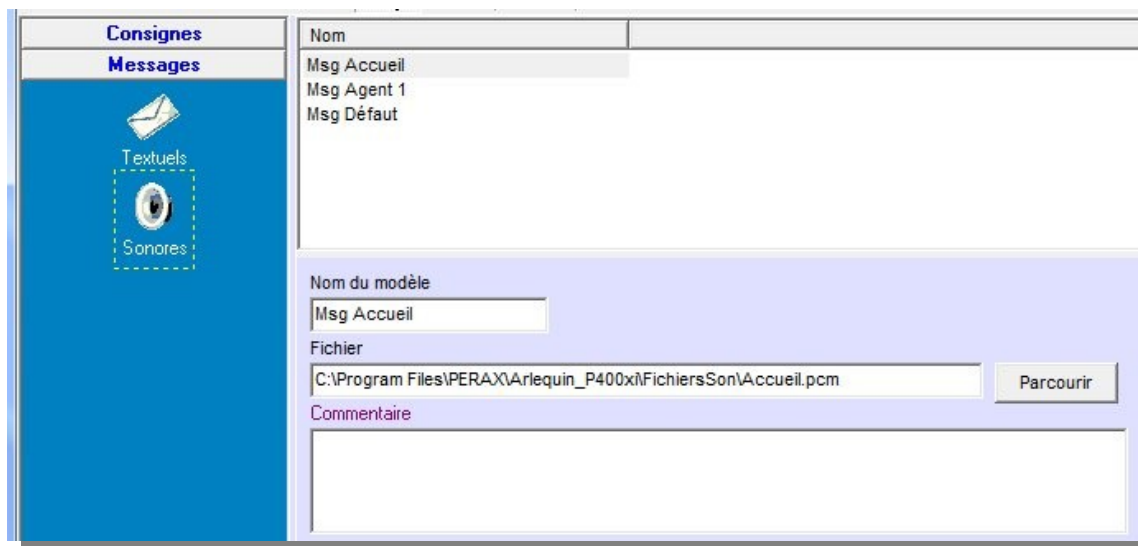 Consignes
Messages
Textuels
Sonores
Nom
Msg Accueil
Msg Agent 1
Msg Défaut
Nom du modèle
Msg Accueil
Fichier
C:\Program Files\PERAX\Arlequin_P400xi\FichiersSon\Accueil.pcm
Parcourir
Commentaire